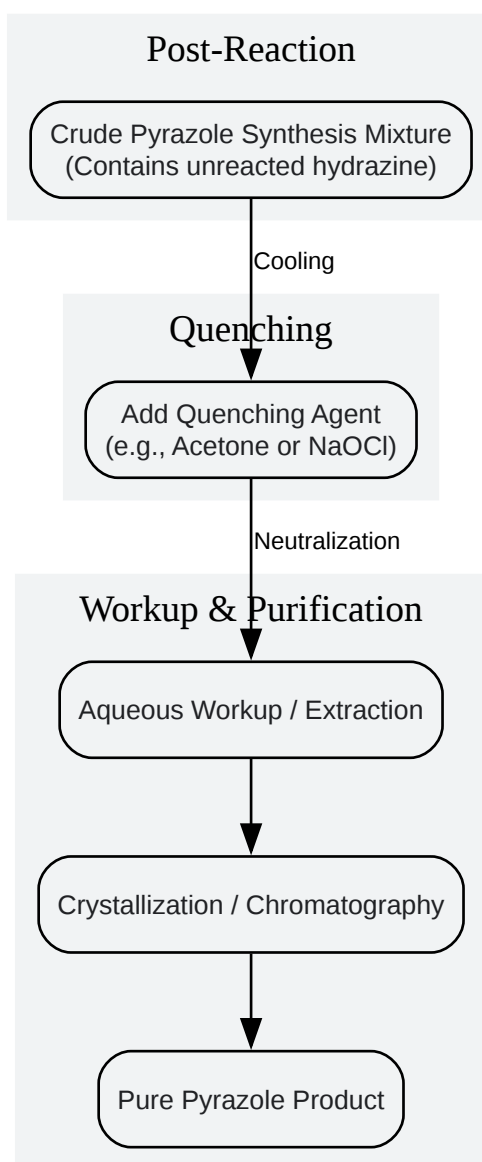 Post-Reaction
Crude Pyrazole Synthesis Mixture
(Contains unreacted hydrazine)
Cooling
Quenching
Add Quenching Agent
(e.g., Acetone or NaOCl)
Neutralization
Workup & Purification
Aqueous Workup / Extraction
Crystallization / Chromatography
Pure Pyrazole Product